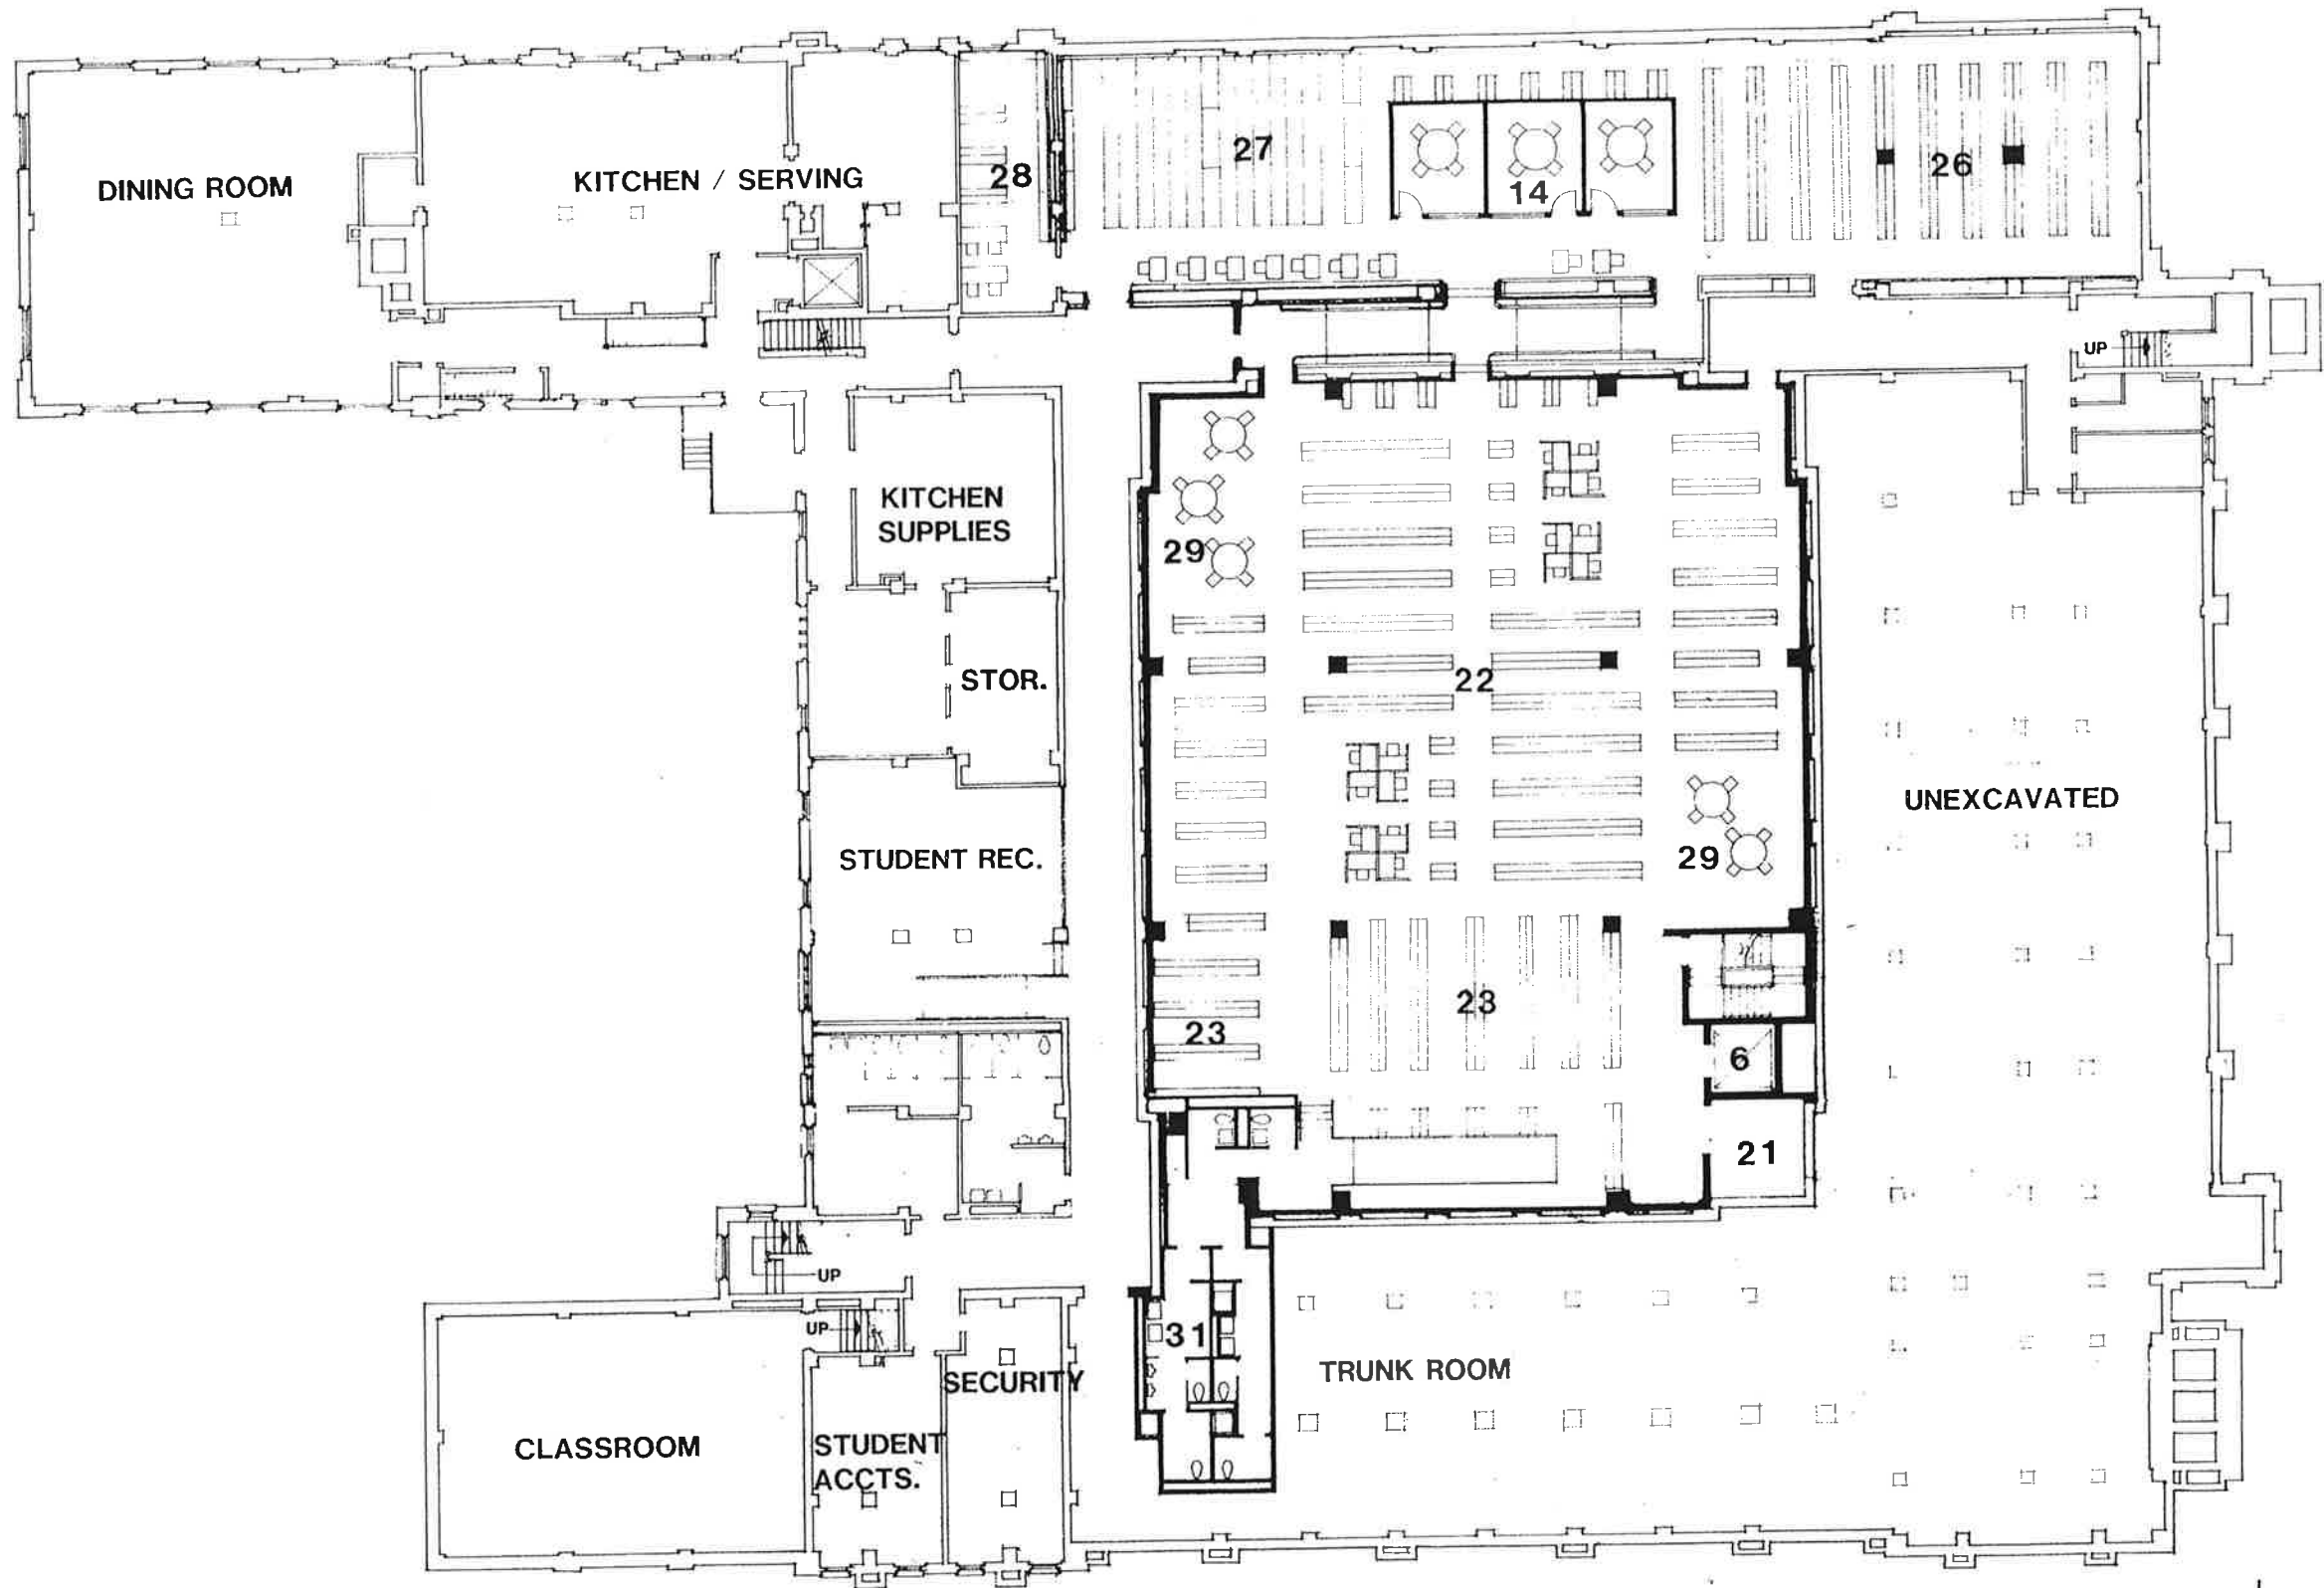 DINING ROOM
KITCHEN / SERVING
28
27
14
26
UP
KITCHEN
SUPPLIES
29
STOR.
22
UNEXCAVATED
STUDENT REC.
29
23
23
6
21
UP
UP
31
SECURITY
TRUNK ROOM
CLASSROOM
STUDENT
ACCTS.